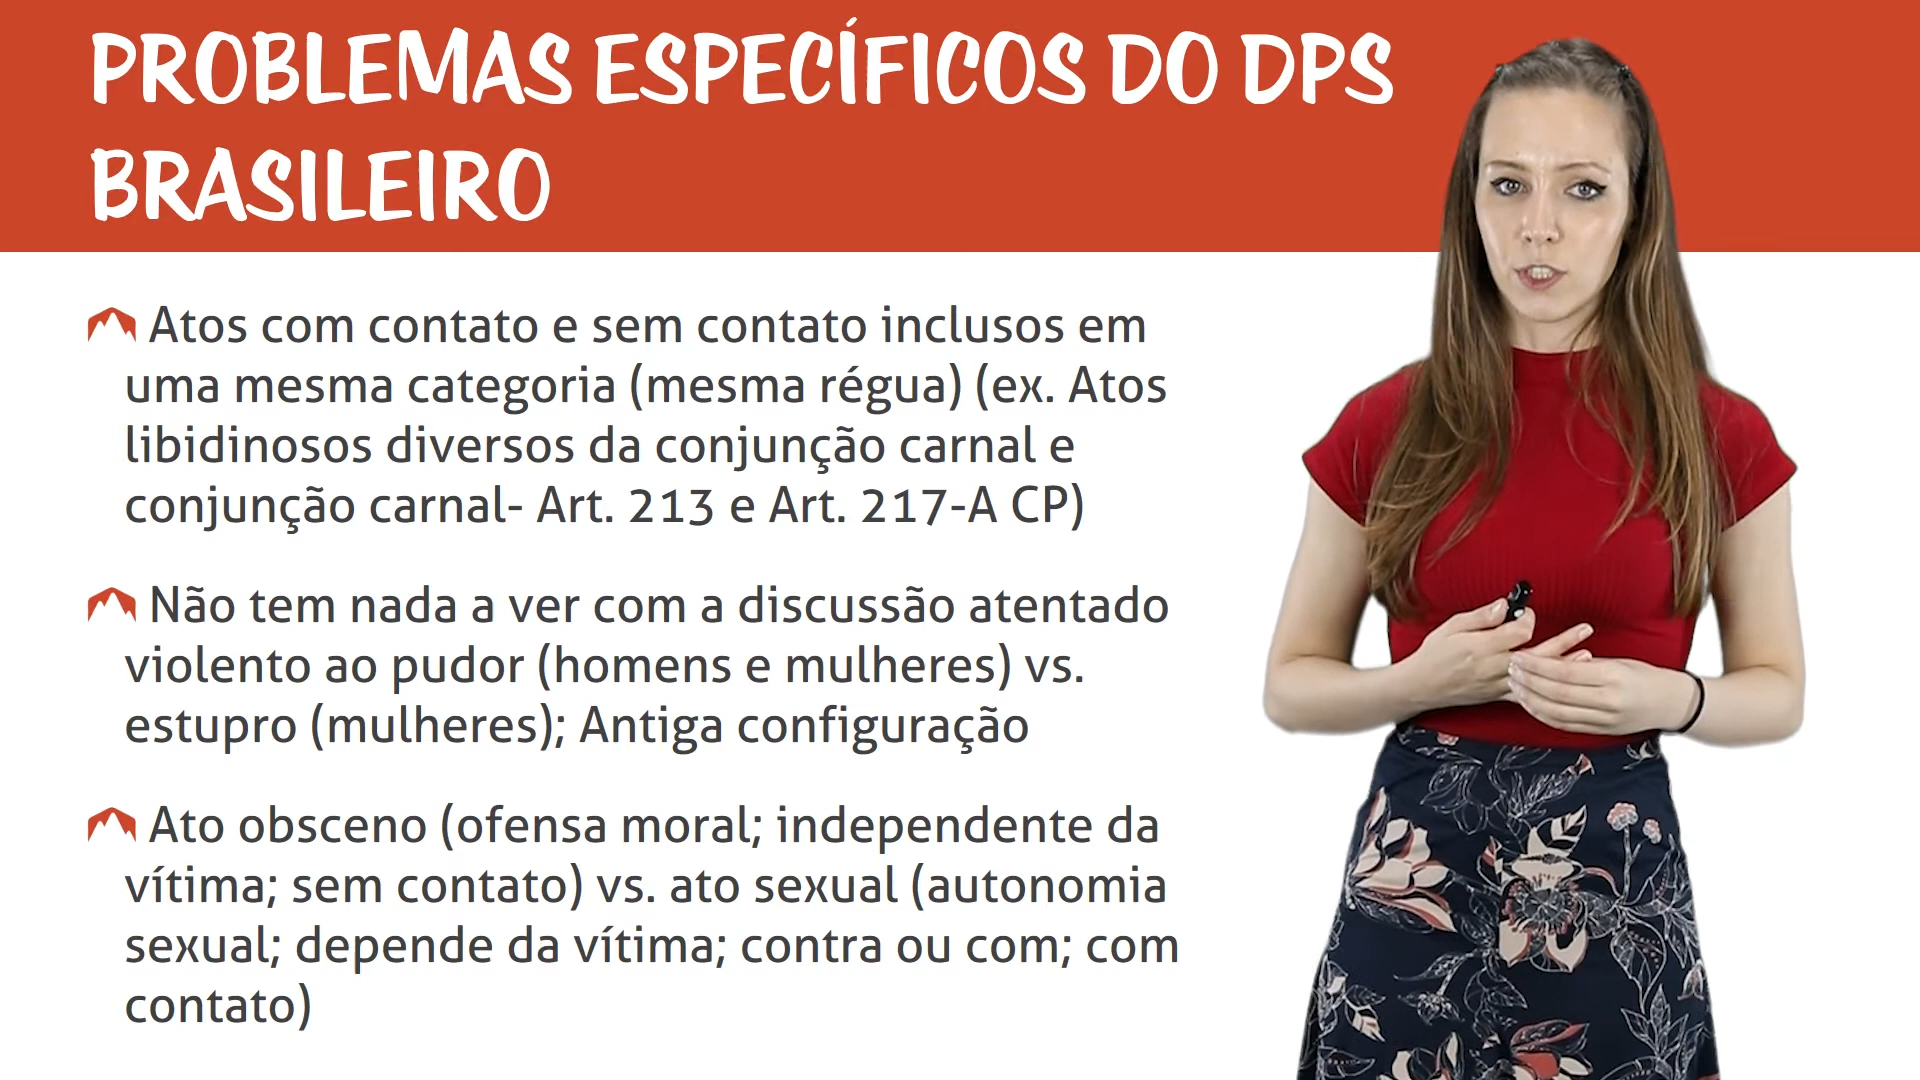 PROBLEMAS ESPECÍFICOS DO DPS
BRASILEIRO
Atos com contato e sem contato inclusos em
uma mesma categoria (mesma régua) (ex. Atos
libidinosos diversos da conjunção carnal e
conjunção carnal- Art. 213 e Art. 217-A CP)
Não tem nada a ver com a discussão atentado
violento ao pudor (homens e mulheres) vs.
estupro (mulheres); Antiga configuração
Ato obsceno (ofensa moral; independente da
vítima; sem contato) vs. ato sexual (autonomia
sexual; depende da vítima; contra ou com; com
contato)